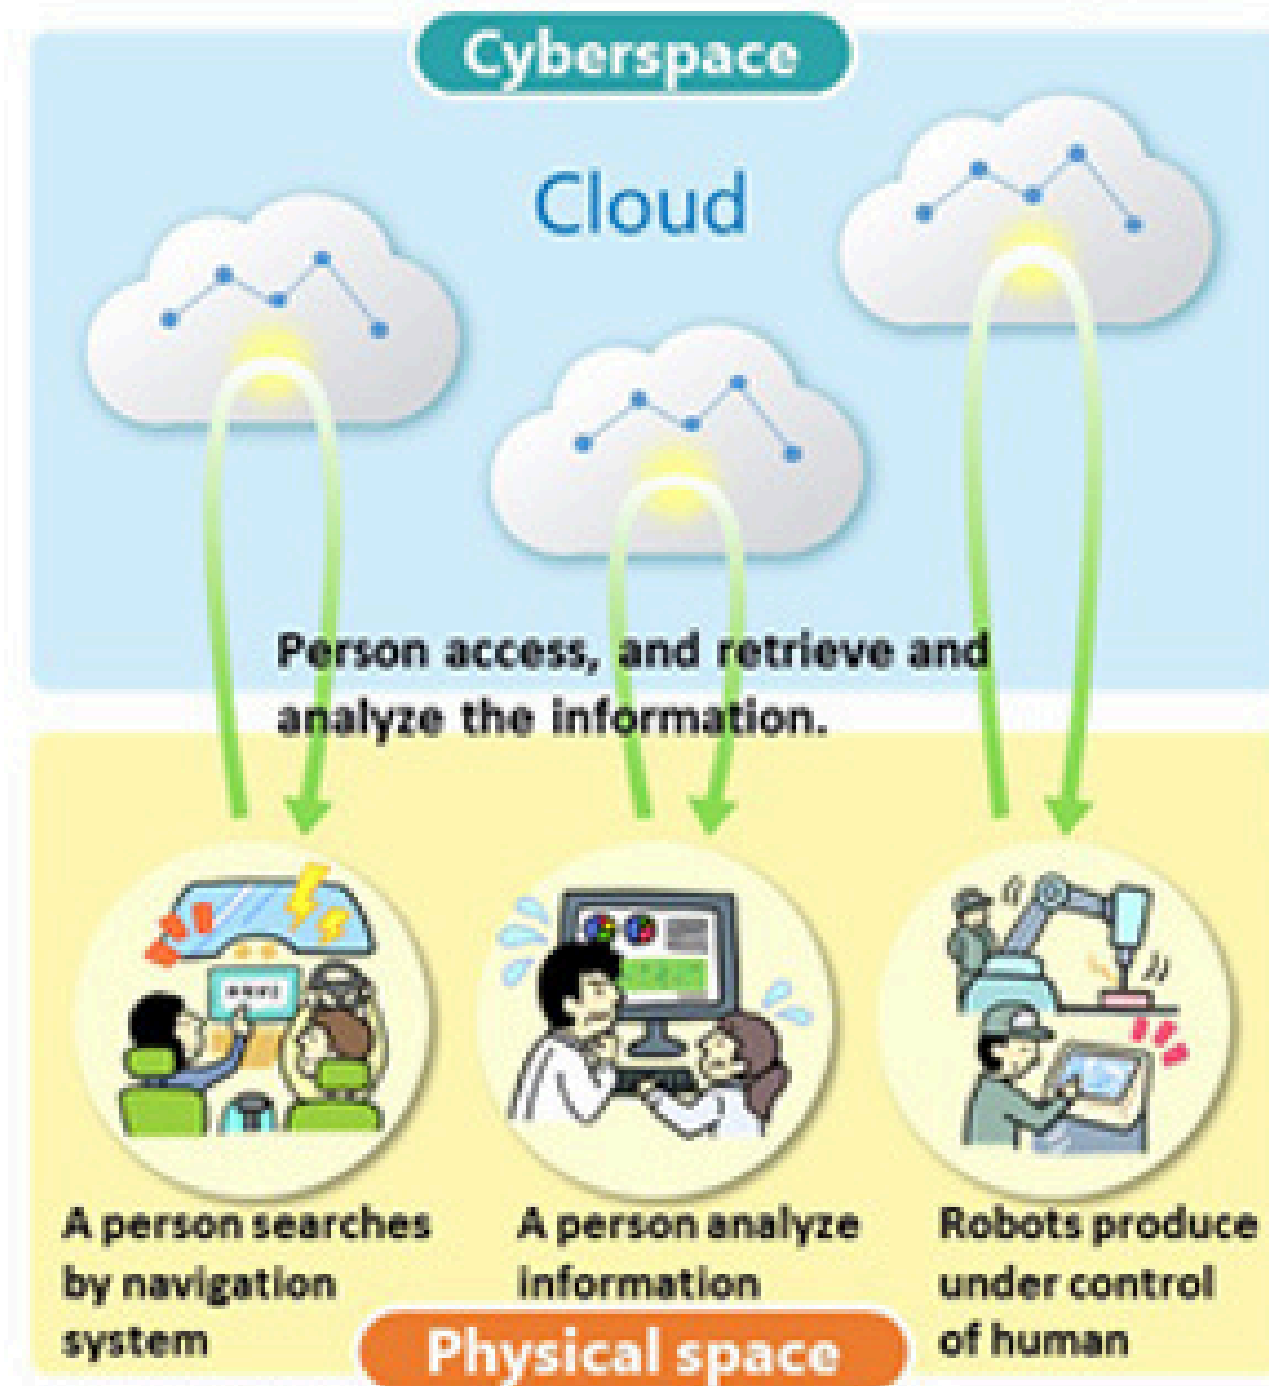 Cyberspace
Cloud
Person access, and retrieve and
analyze the information.
A person searches
by navigation
system
A person analyze
information
Robots produce
under control
of human
Physical space